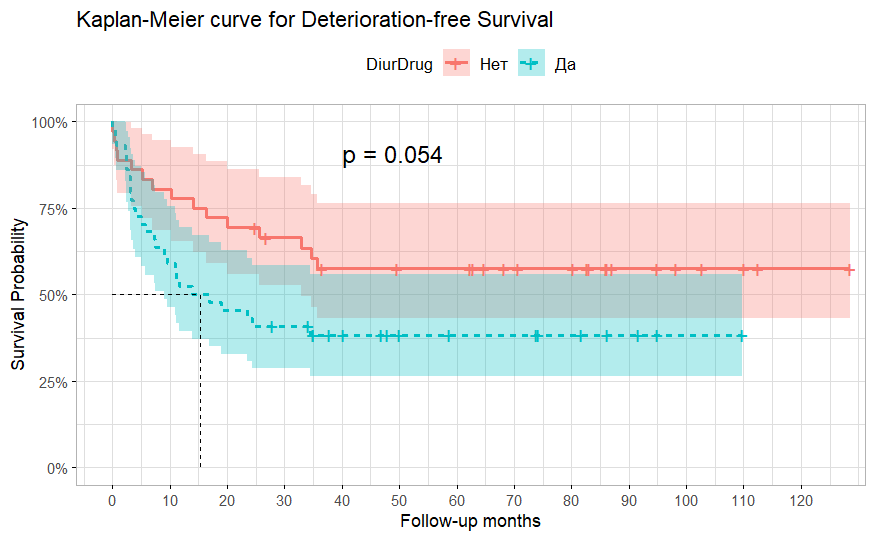 Kaplan-Meier curve for Deterioration-free Survival
DiurDrug Нет Да
p = 0.054
Survival Probability
100%
75%
50%
25%
0%
0 10 20 30 40 50 60 70 80 90 100 110 120
Follow-up months